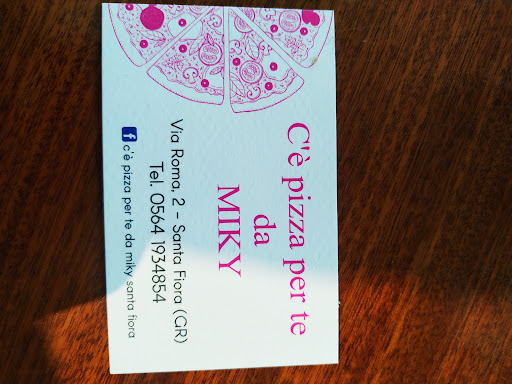 C'è pizza per te
da
MIKY
Via Roma, 2 - Santa Fiora (GR)
Tel. 0564 1934854
f c'è pizza per te da miky santa fiora